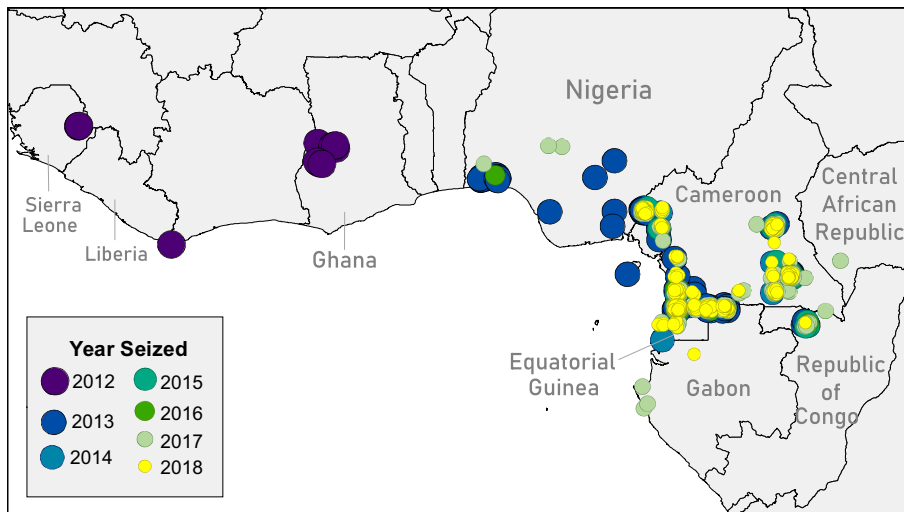 Nigeria
Cameroon
Central
African
Republic
Sierra
Leone
Liberia
Ghana
Equatorial
Guinea
Gabon
Republic
of
Congo
Year Seized
2012
2015
2013
2016
2014
2017
2018